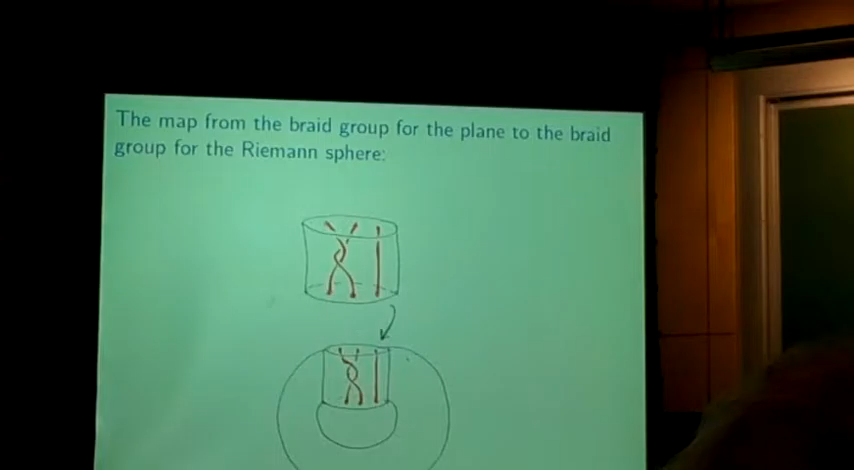 The map from the braid group for the plane to the braid
group for the Riemann sphere: